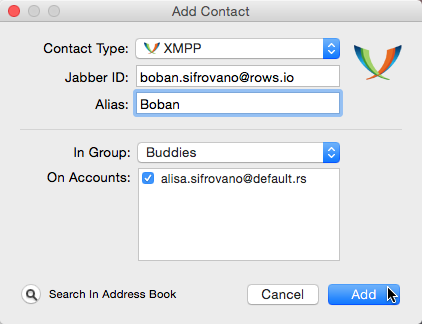 Add Contact
Contact Type: XMPP
Jabber ID: boban.sifrovano@rows.io
Alias: Boban
In Group: Buddies
On Accounts: alisa.sifrovano@default.rs
Search In Address Book Cancel Add